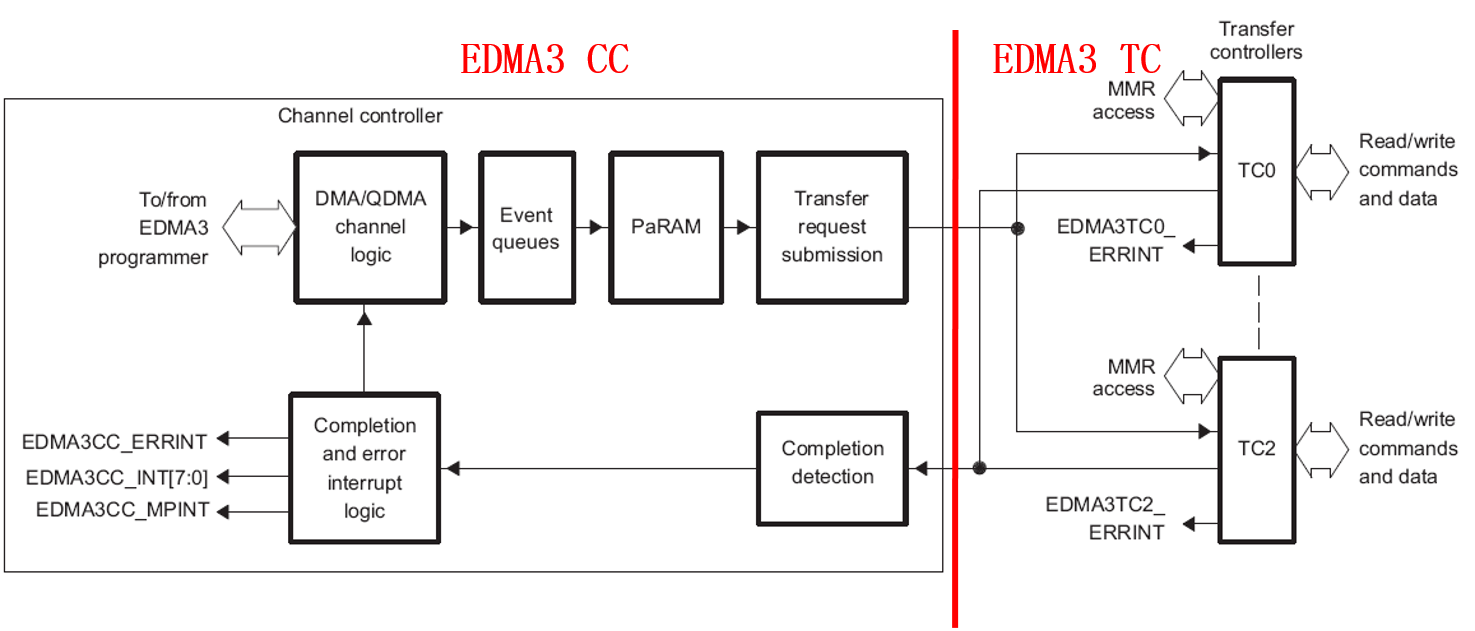 EDMA3 CC
EDMA3 TC
Transfer
controllers
Channel controller
MMR
access
To/from
EDMA3
programmer
DMA/QDMA
channel
logic
Event
queues
PaRAM
Transfer
request
submission
TC0
Read/write
commands
and data
EDMA3TC0_
ERRINT
MMR
access
EDMA3CC_ERRINT
EDMA3CC_INT[7:0]
EDMA3CC_MPINT
Completion
and error
interrupt
logic
Completion
detection
TC2
Read/write
commands
and data
EDMA3TC2_
ERRINT